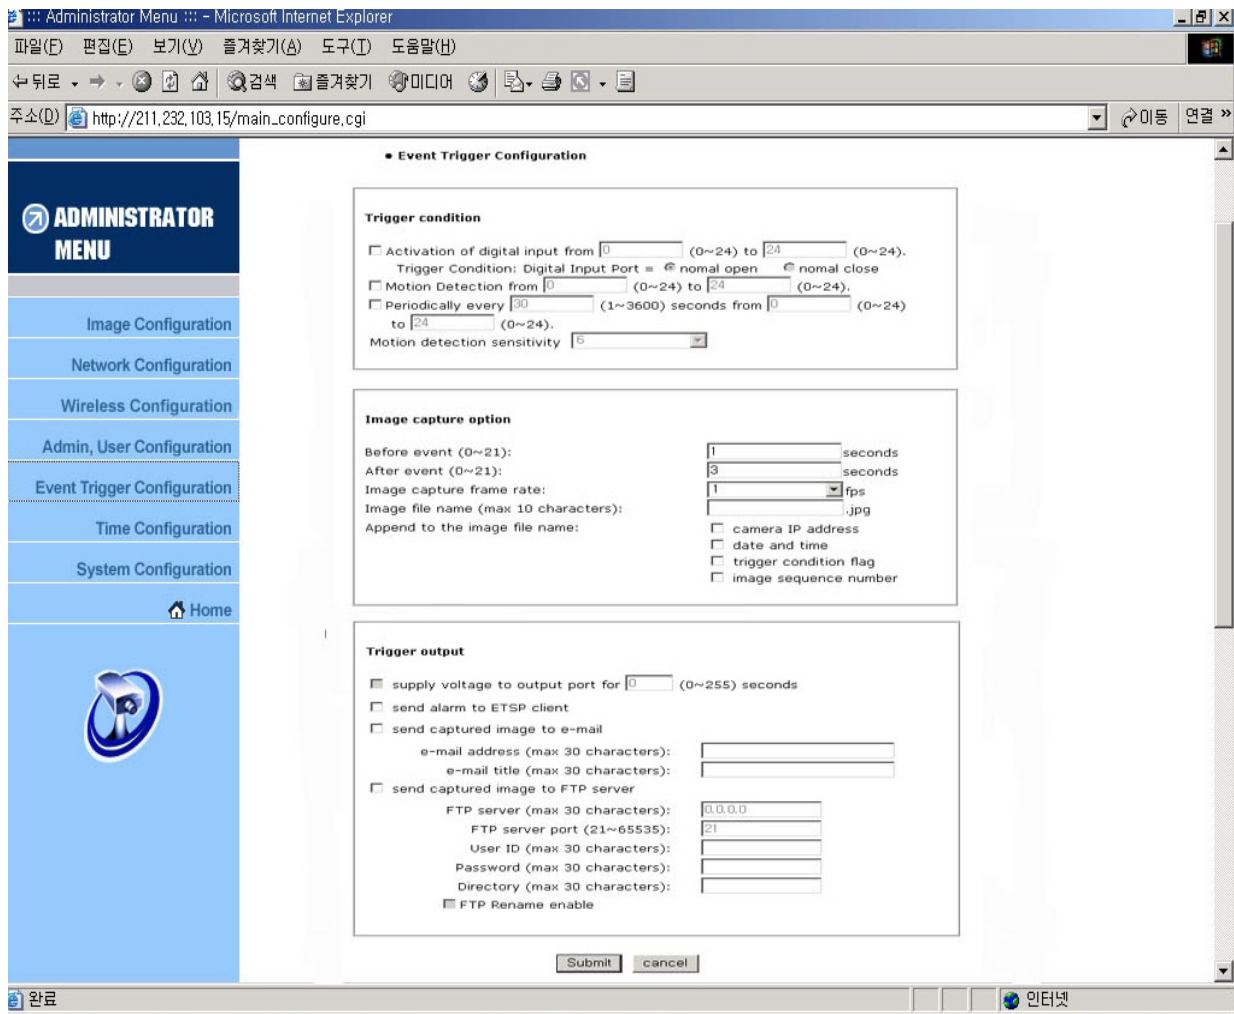 ::: Administrator Menu ::: - Microsoft Internet Explorer
파일(F) 편집(E) 보기(V) 즐겨찾기(A) 도구(T) 도움말(H)
뒤로 검색 즐겨찾기 미디어
주소(D) http://211,232,103,15/main_configure,cgi 이동 연결 »
ADMINISTRATOR
MENU
Image Configuration
Network Configuration
Wireless Configuration
Admin, User Configuration
Event Trigger Configuration
Time Configuration
System Configuration
Home
• Event Trigger Configuration
Trigger condition
Activation of digital input from 0 (0~24) to 24 (0~24).
Trigger Condition: Digital Input Port = nomal open nomal close
Motion Detection from 0 (0~24) to 24 (0~24).
Periodically every 30 (1~3600) seconds from 0 (0~24)
to 24 (0~24).
Motion detection sensitivity 6
Image capture option
Before event (0~21): 1 seconds
After event (0~21): 3 seconds
Image capture frame rate: 1 fps
Image file name (max 10 characters): .jpg
Append to the image file name: camera IP address
date and time
trigger condition flag
image sequence number
Trigger output
supply voltage to output port for 0 (0~255) seconds
send alarm to ETSP client
send captured image to e-mail
e-mail address (max 30 characters):
e-mail title (max 30 characters):
send captured image to FTP server
FTP server (max 30 characters): 0.0.0.0
FTP server port (21~65535): 21
User ID (max 30 characters):
Password (max 30 characters):
Directory (max 30 characters):
FTP Rename enable
Submit cancel
완료 인터넷